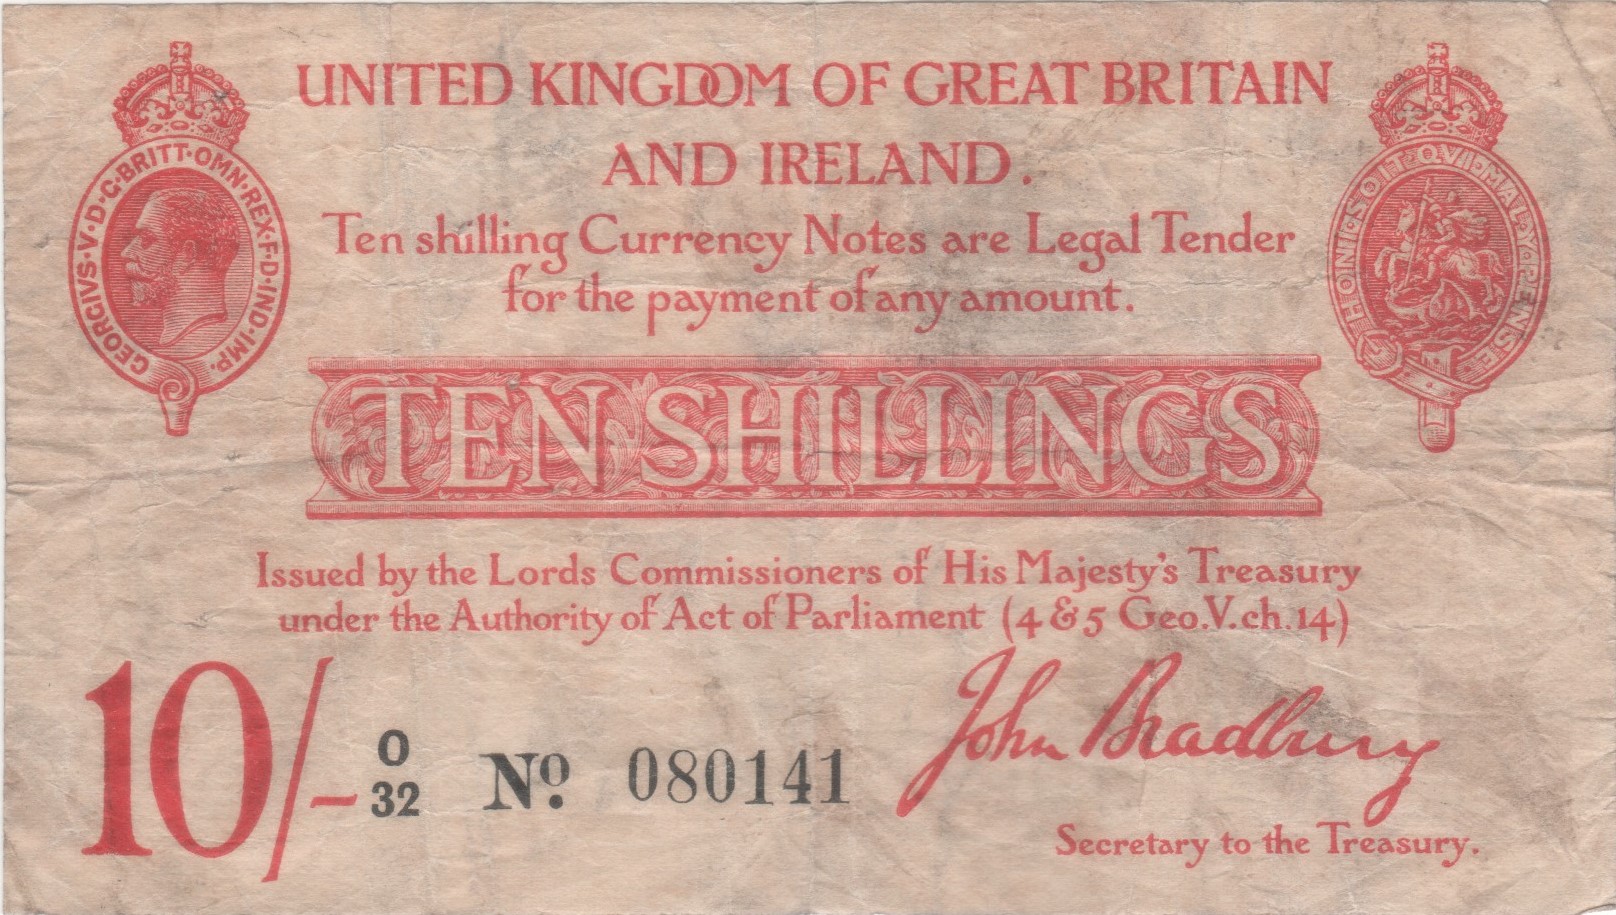 UNITED KINGDOM OF GREAT BRITAIN
AND IRELAND.
GEORGIVS·V·D·G·BRITT·OMN·REX·F·D·IND·IMP.
HONI·SOIT·QVI·MAL·Y·PENSE
Ten shilling Currency Notes are Legal Tender
for the payment of any amount.
TEN SHILLINGS
Issued by the Lords Commissioners of His Majesty's Treasury
under the Authority of Act of Parliament (4 & 5 Geo.V.ch.14)
10/-
O
32
No. 080141
John Bradbury
Secretary to the Treasury.